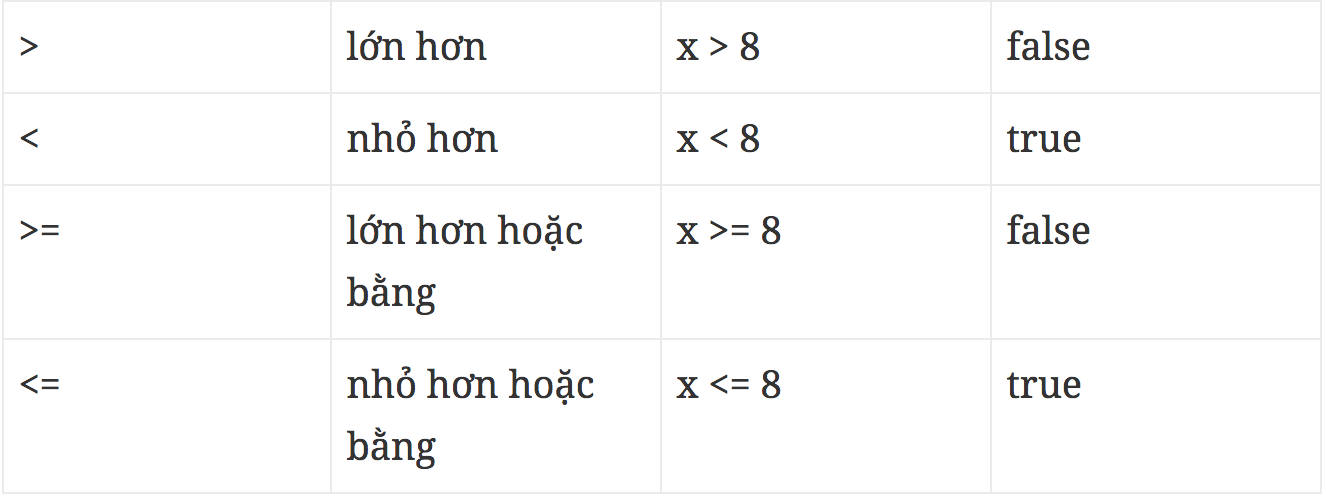 > lớn hơn x > 8 false
< nhỏ hơn x < 8 true
>= lớn hơn hoặc x >= 8 false
bằng
<= nhỏ hơn hoặc x <= 8 true
bằng